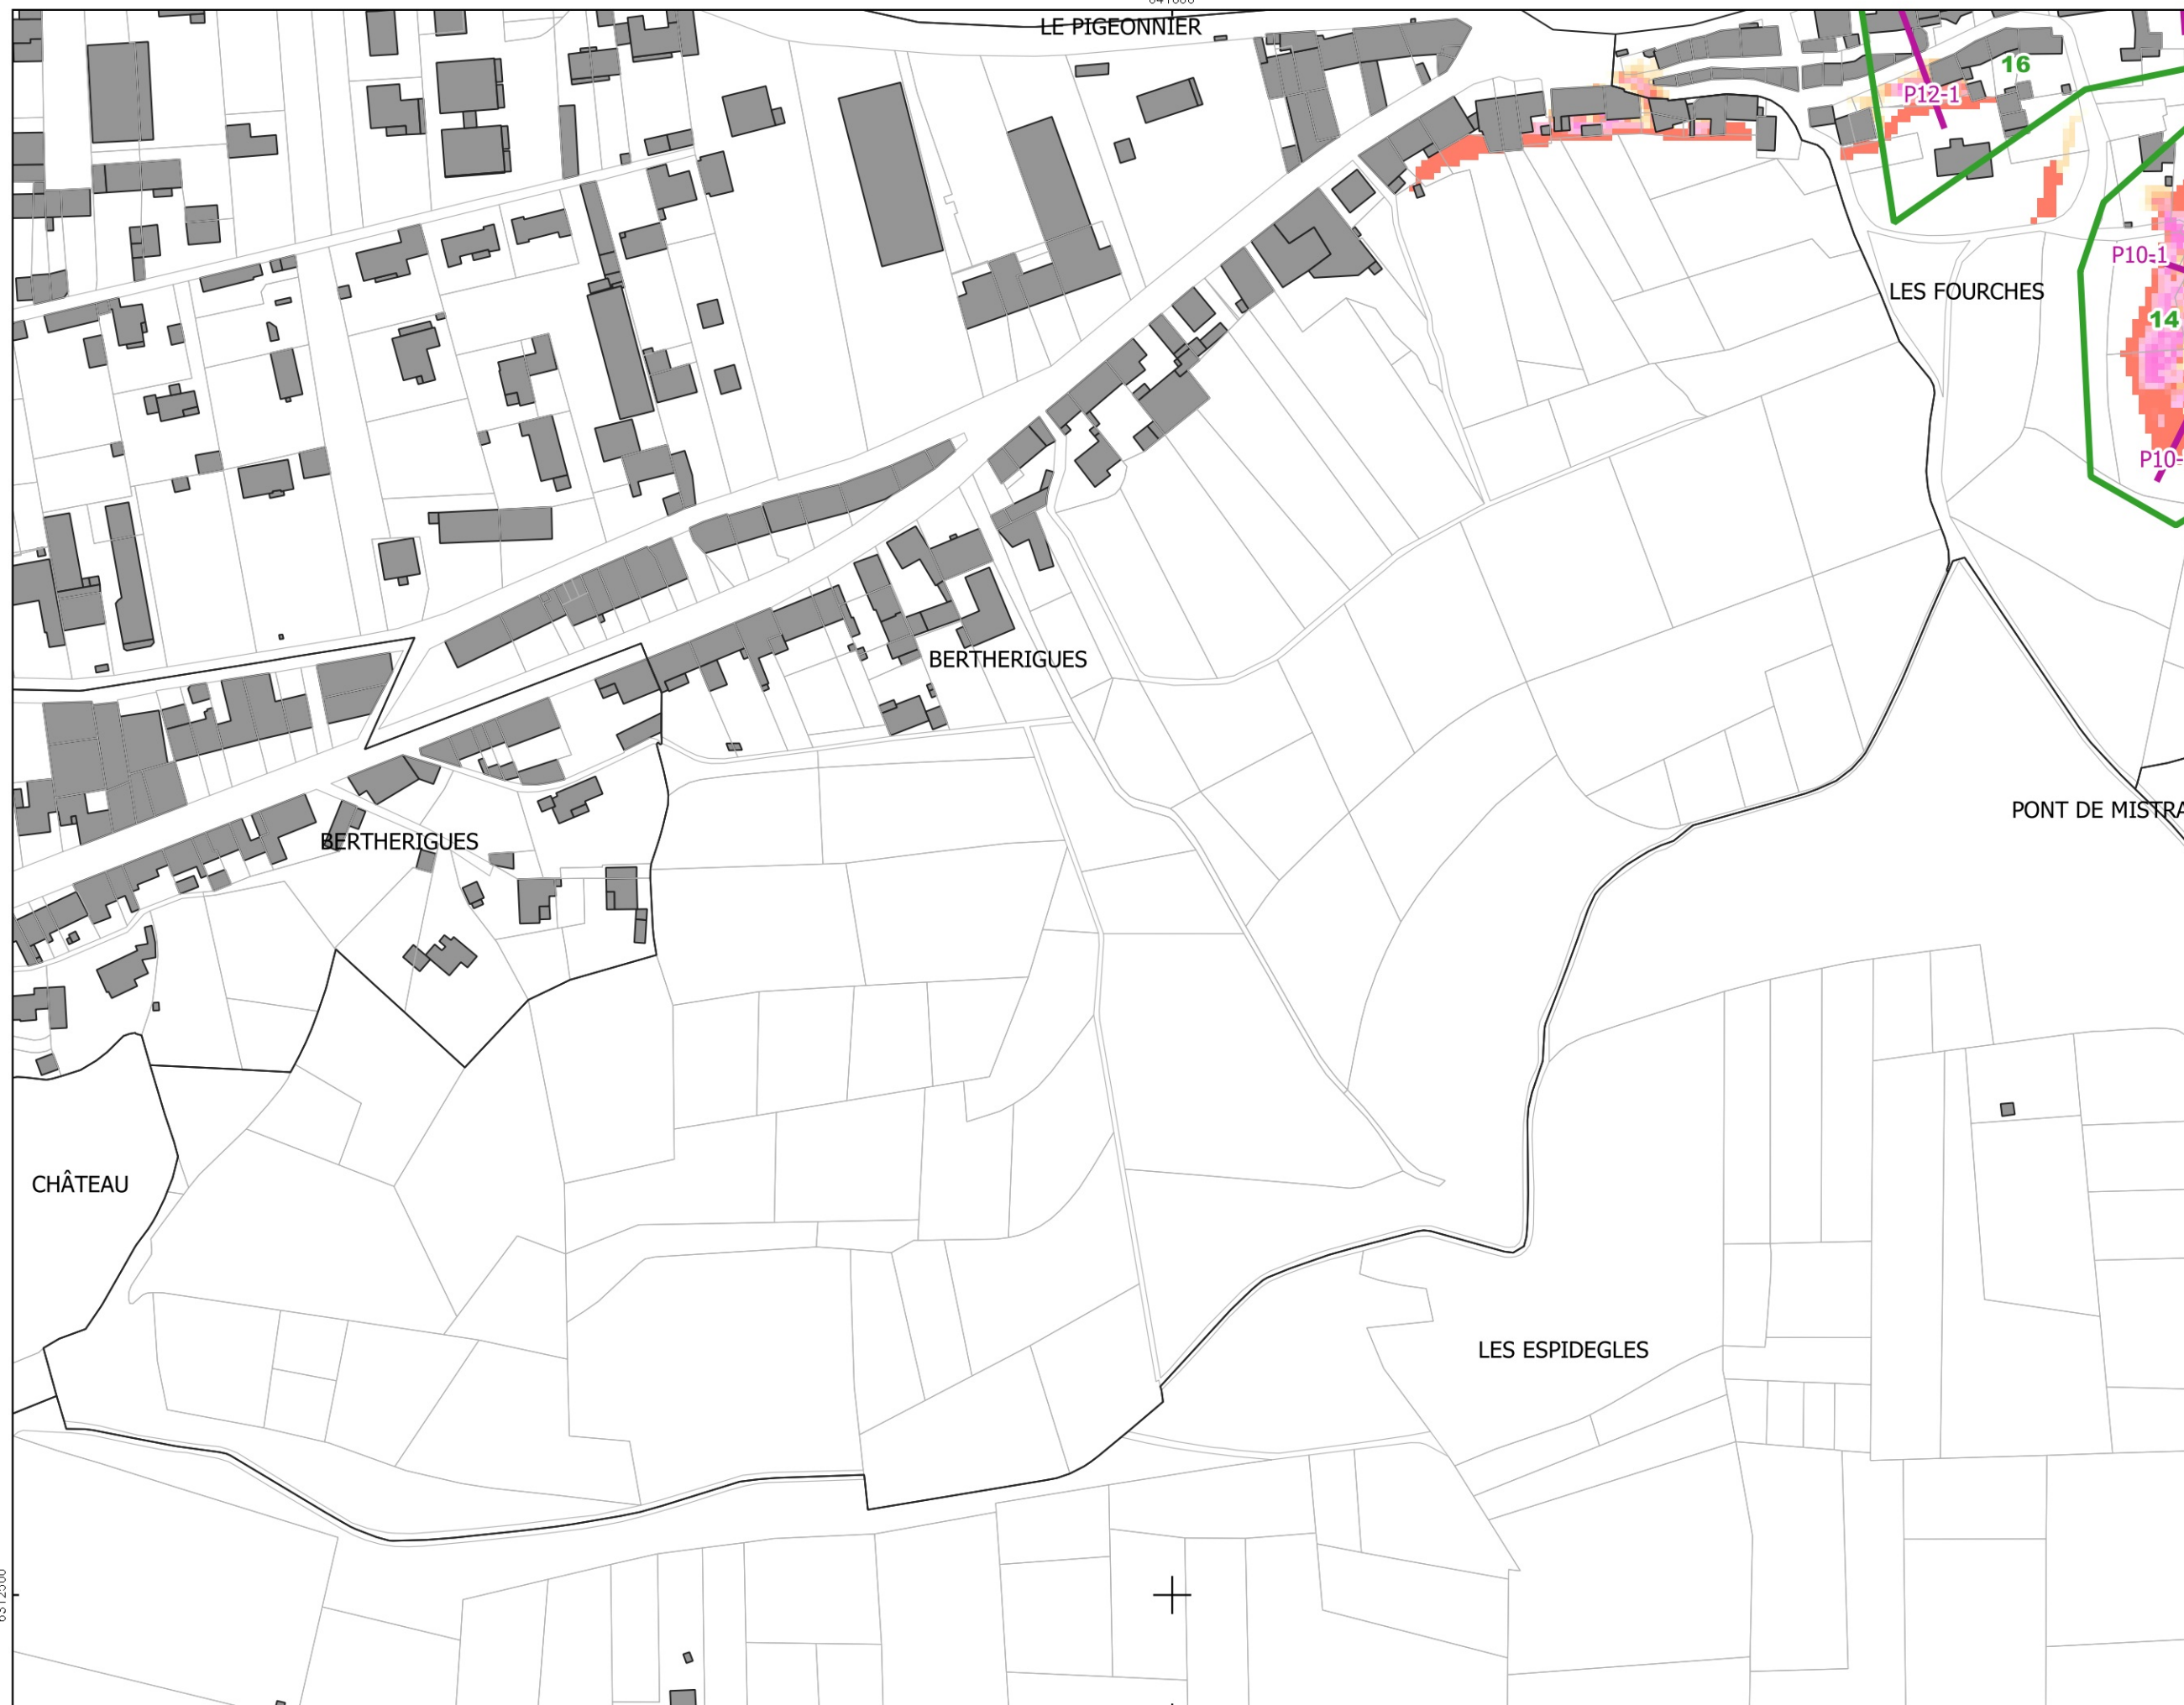 LE PIGEONNIER
16
P12-1
P10-1
LES FOURCHES
14
P10-
BERTHERIGUES
PONT DE MISTRA
BERTHERIGUES
CHÂTEAU
LES ESPIDEGLES